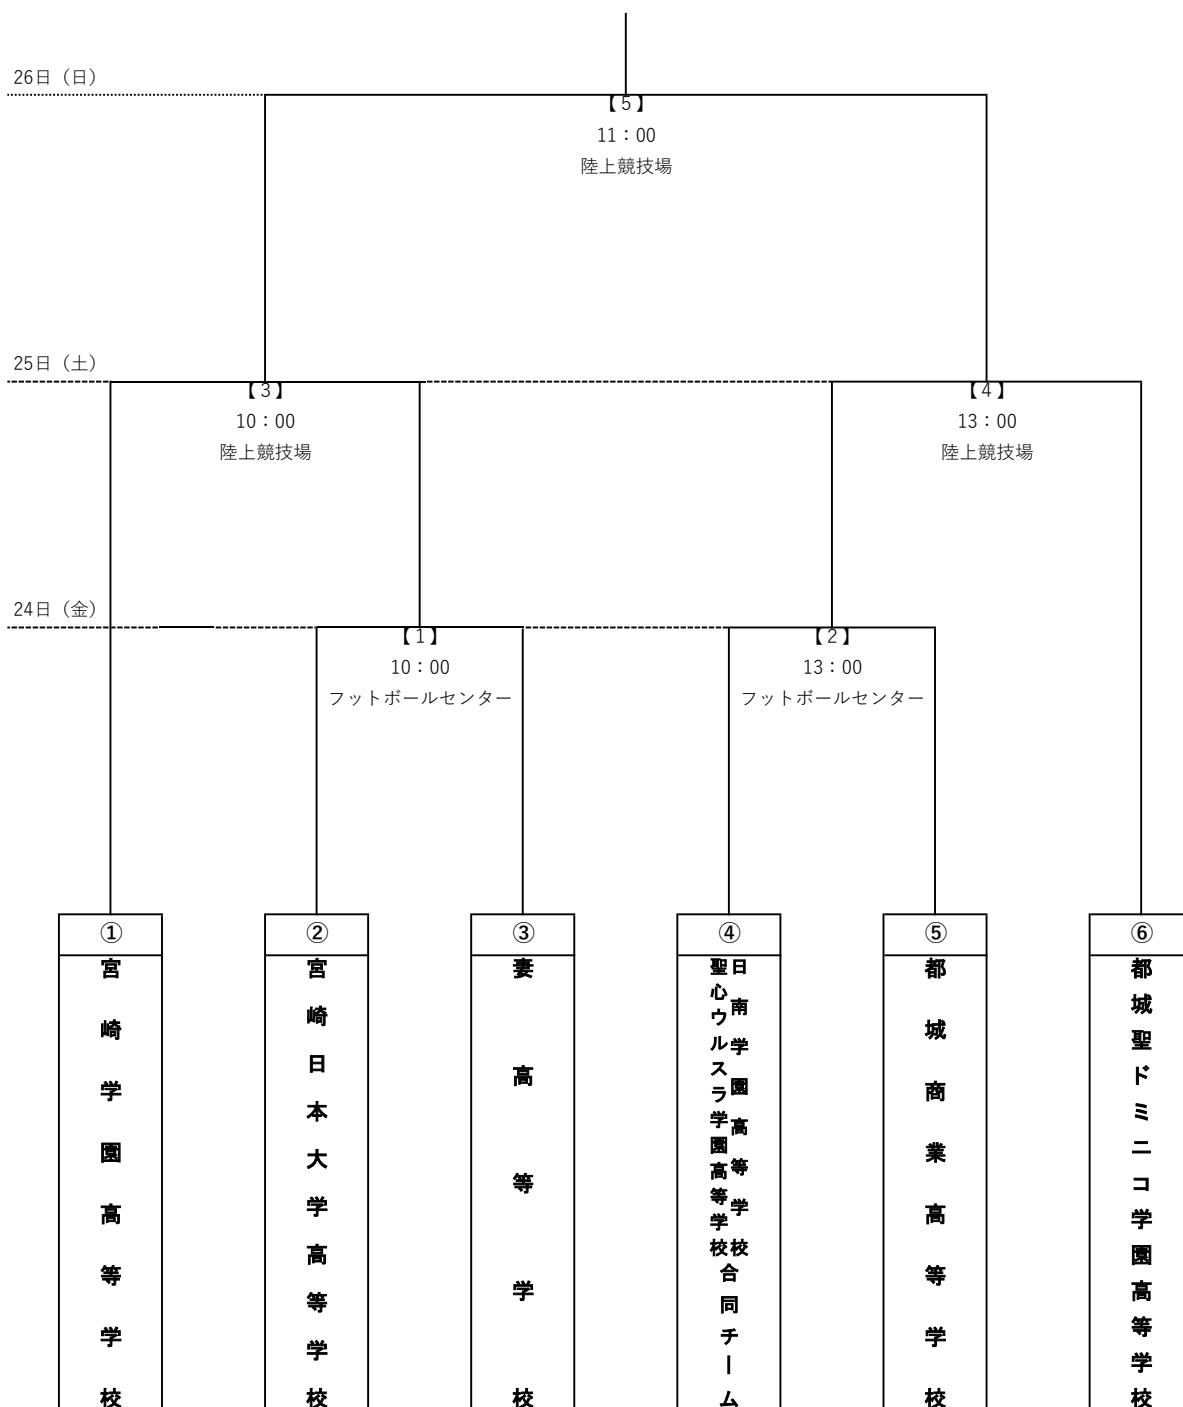 26日（日）
【5】
11：00
陸上競技場
25日（土）
【3】
10：00
陸上競技場
【4】
13：00
陸上競技場
24日（金）
【1】
10：00
フットボールセンター
【2】
13：00
フットボールセンター
①
宮崎学園高等学校
②
宮崎日本大学高等学校
③
妻高等学校
④
日南学園高等学校
聖心ウルスラ学園高等学校
合同チーム
⑤
都城商業高等学校
⑥
都城聖ドミニコ学園高等学校